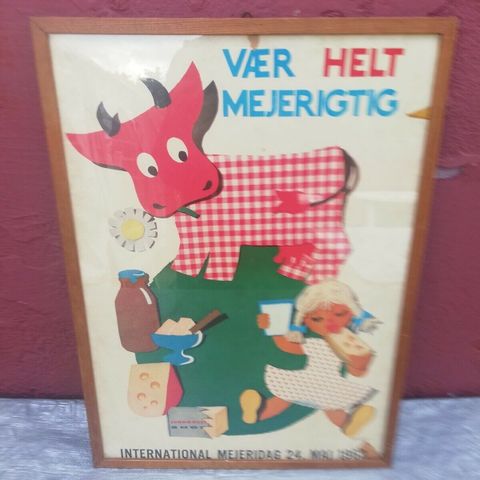 VÆR HELT
MEJERIGTIG
INTERNATIONAL MEJERIDAG 24. MAJ